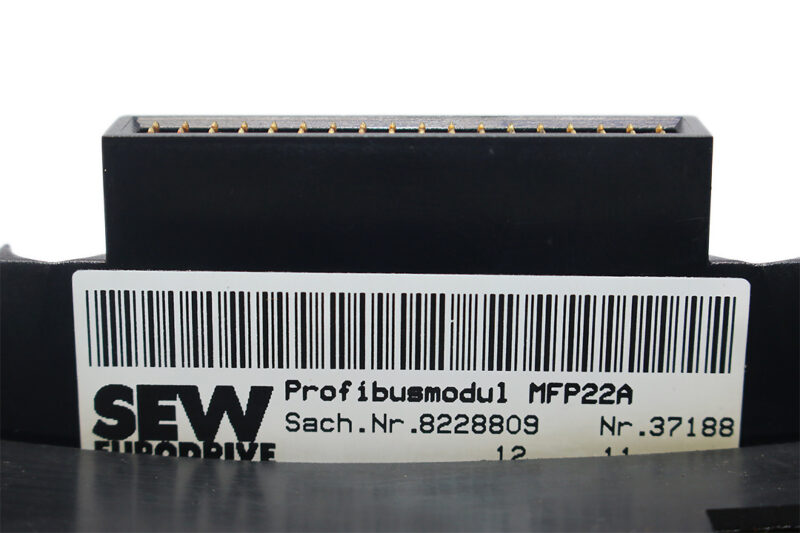 SEW
EURODRIVE
Profibusmodul MFP22A
Sach.Nr.8228809 Nr.37188
.12 11